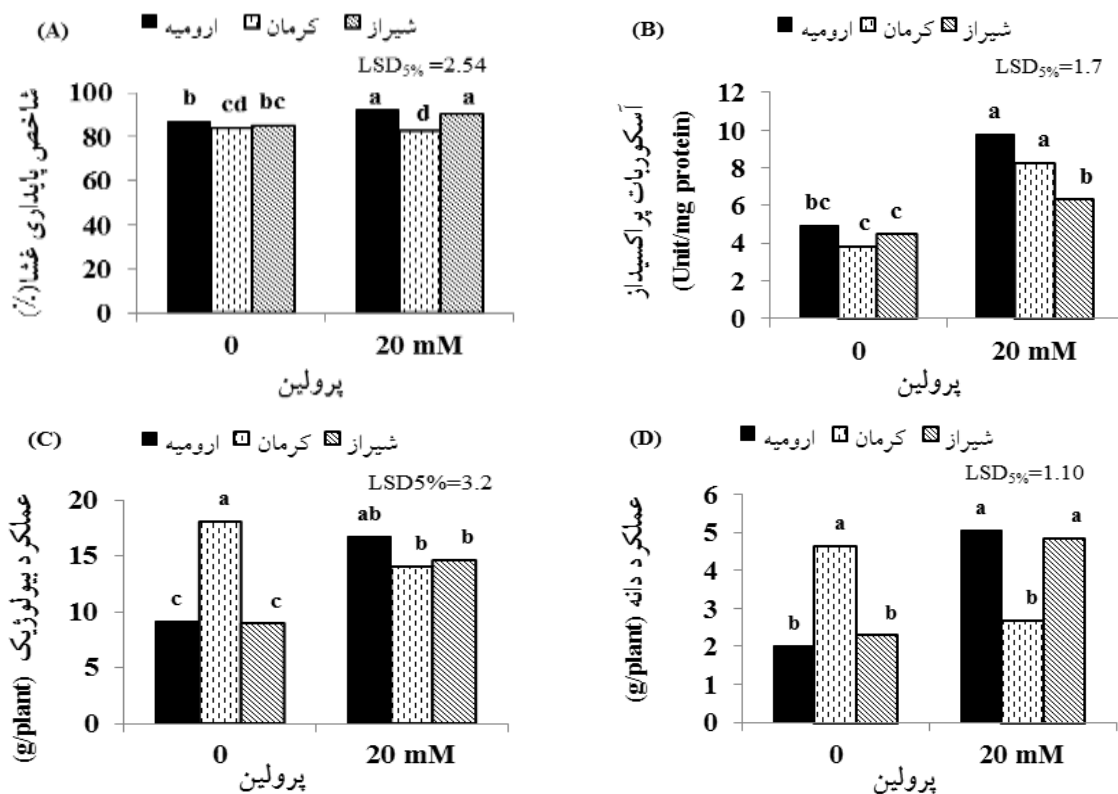 (A)
ارومیه کرمان شیراز
LSD5% =2.54
شاخص پایداری غشا(٪)
100
80
60
40
20
0
b cd bc a d a
0 20 mM
پرولین
(B)
ارومیه کرمان شیراز
LSD5%=1.7
آسکوربات پراکسیداز
(Unit/mg protein)
12
10
8
6
4
2
0
bc c c a a b
0 20 mM
پرولین
(C)
ارومیه کرمان شیراز
LSD5%=3.2
عملکرد بیولوژیک (g/plant)
20
15
10
5
0
c a c ab b b
0 20 mM
پرولین
(D)
ارومیه کرمان شیراز
LSD5%=1.10
عملکرد دانه (g/plant)
6
5
4
3
2
1
0
b a b a b a
0 20 mM
پرولین